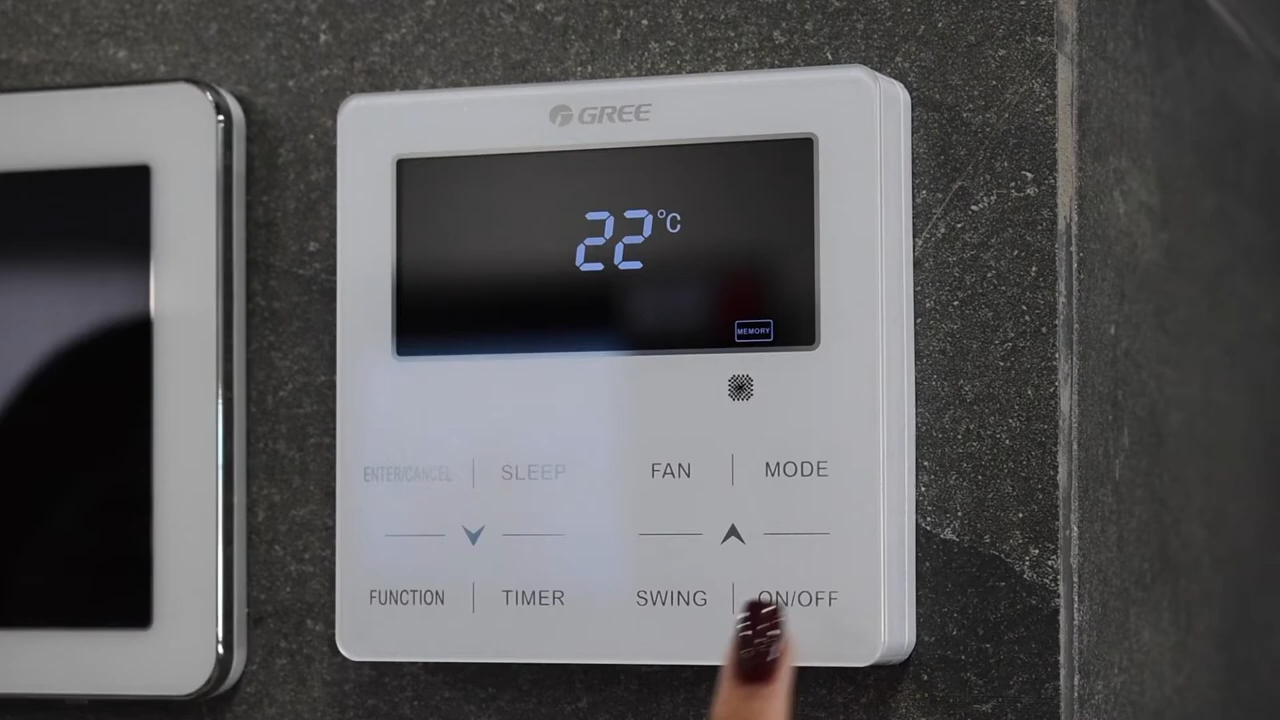 GREE
22°C
MEMORY
ENTER/CANCEL SLEEP FAN MODE
FUNCTION TIMER SWING ON/OFF